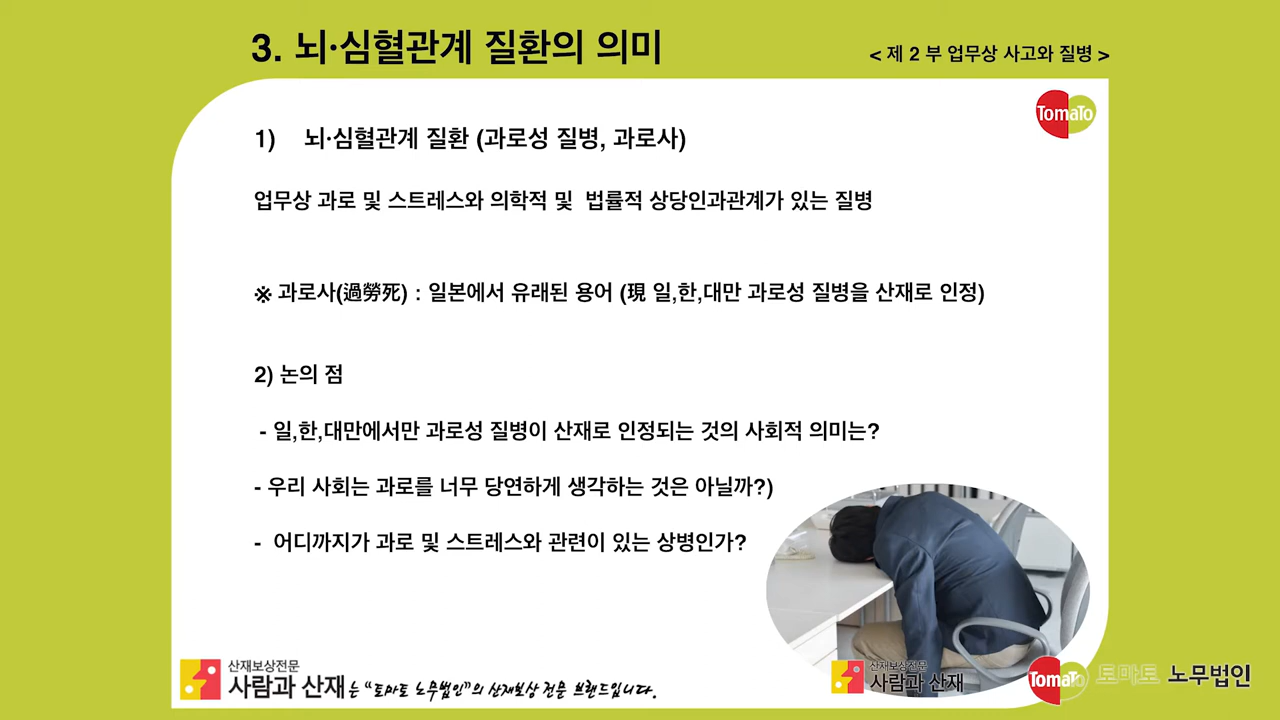 3. 뇌·심혈관계 질환의 의미
< 제 2 부 업무상 사고와 질병 >
TomaTo
1) 뇌·심혈관계 질환 (과로성 질병, 과로사)
업무상 과로 및 스트레스와 의학적 및 법률적 상당인과관계가 있는 질병
※ 과로사(過勞死) : 일본에서 유래된 용어 (現 일,한,대만 과로성 질병을 산재로 인정)
2) 논의 점
- 일,한,대만에서만 과로성 질병이 산재로 인정되는 것의 사회적 의미는?
- 우리 사회는 과로를 너무 당연하게 생각하는 것은 아닐까?)
- 어디까지가 과로 및 스트레스와 관련이 있는 상병인가?
산재보상전문
사람과 산재는 "토마토 노무법인"의 산재보상 전문 브랜드입니다.
산재보상전문
사람과 산재
TomaTo 토마토 노무법인